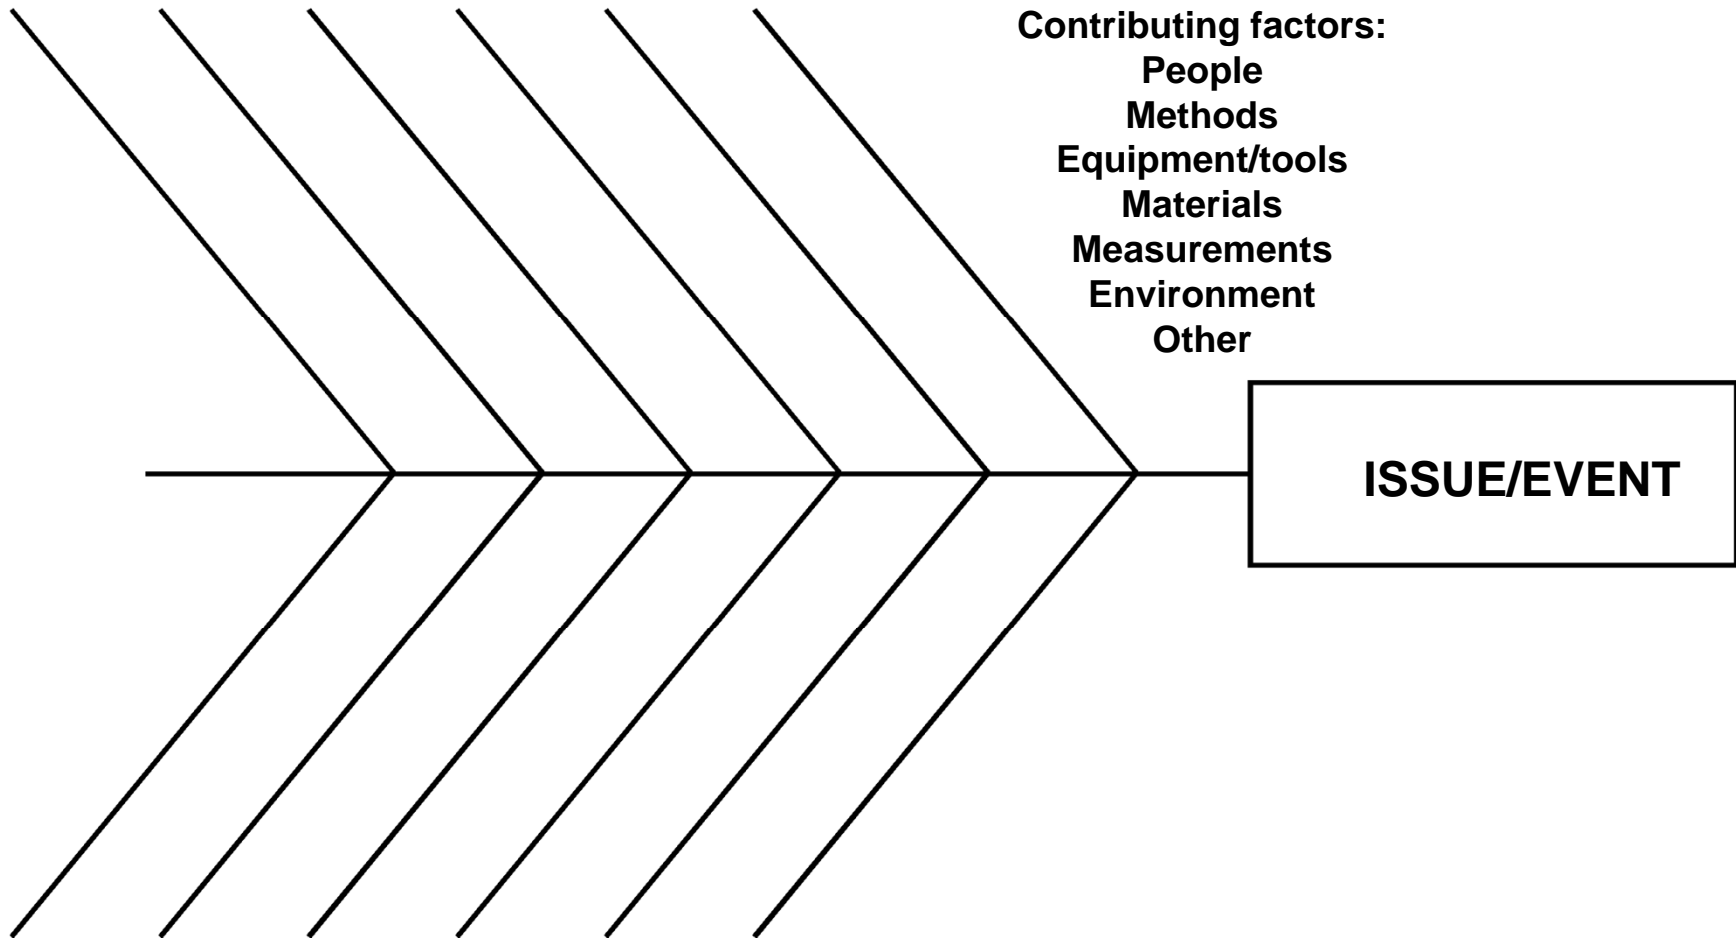 Contributing factors:
People
Methods
Equipment/tools
Materials
Measurements
Environment
Other
ISSUE/EVENT